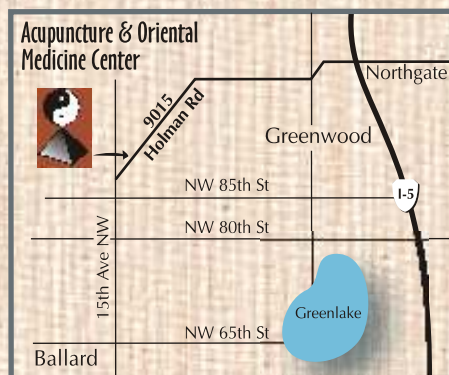 Acupuncture & Oriental
Medicine Center
Northgate
9015
Holman Rd
Greenwood
NW 85th St
I-5
NW 80th St
15th Ave NW
Greenlake
NW 65th St
Ballard